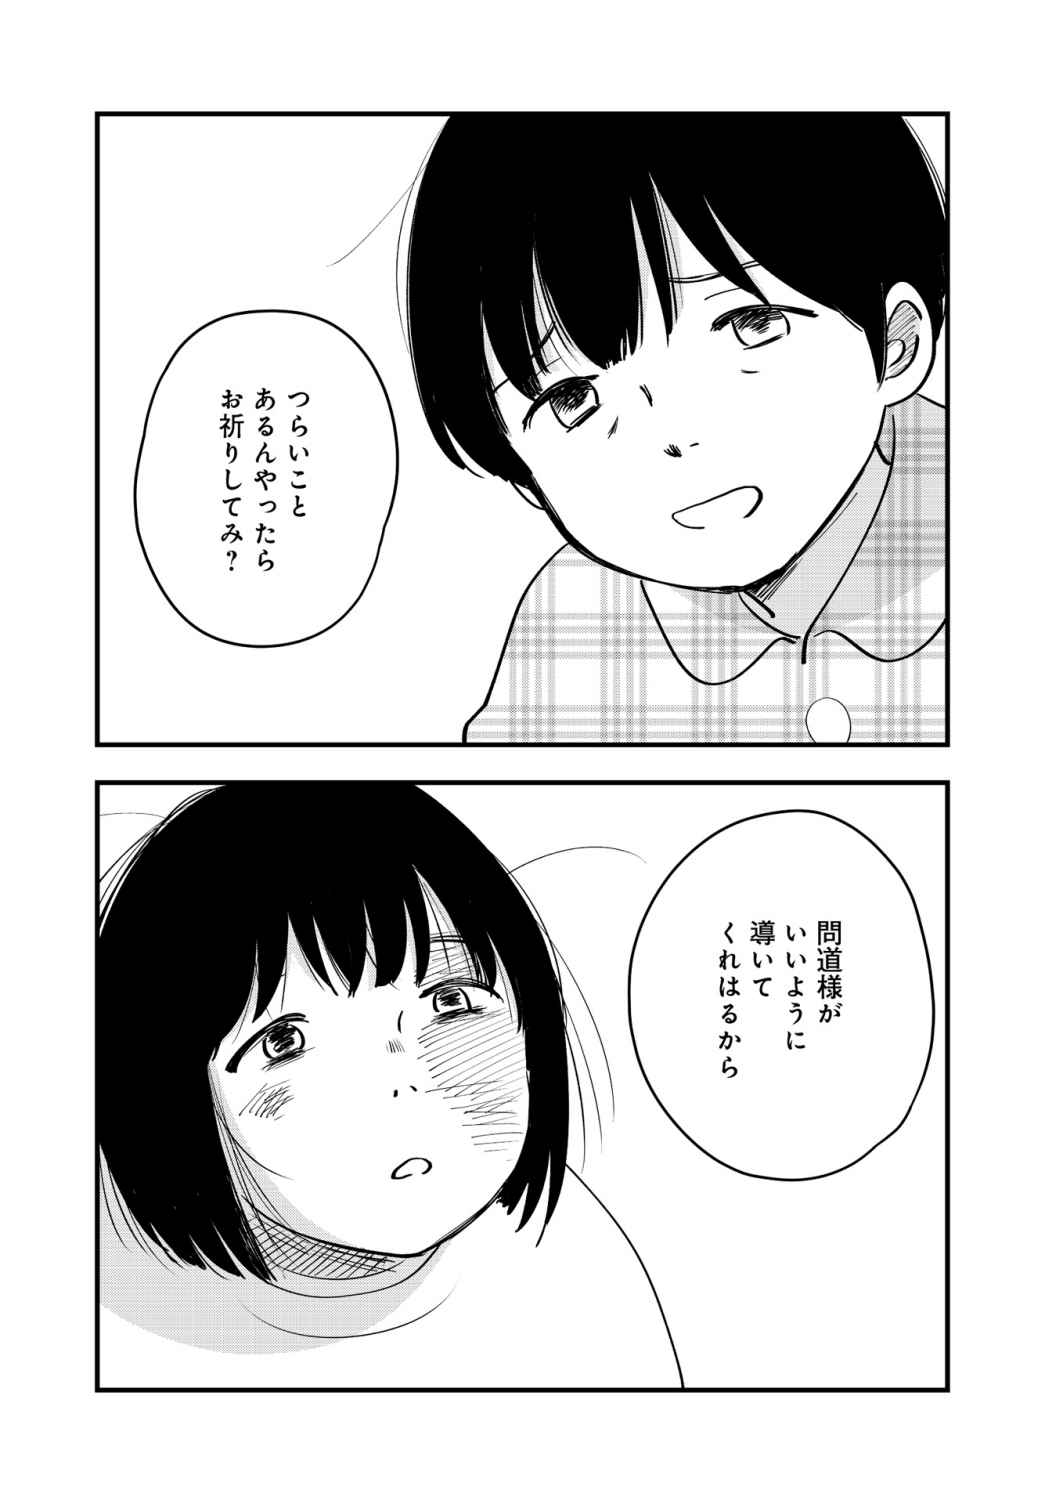 つらいこと
あるんやったら
お祈りしてみ?
問道様が
いいように
導いて
くれはるから